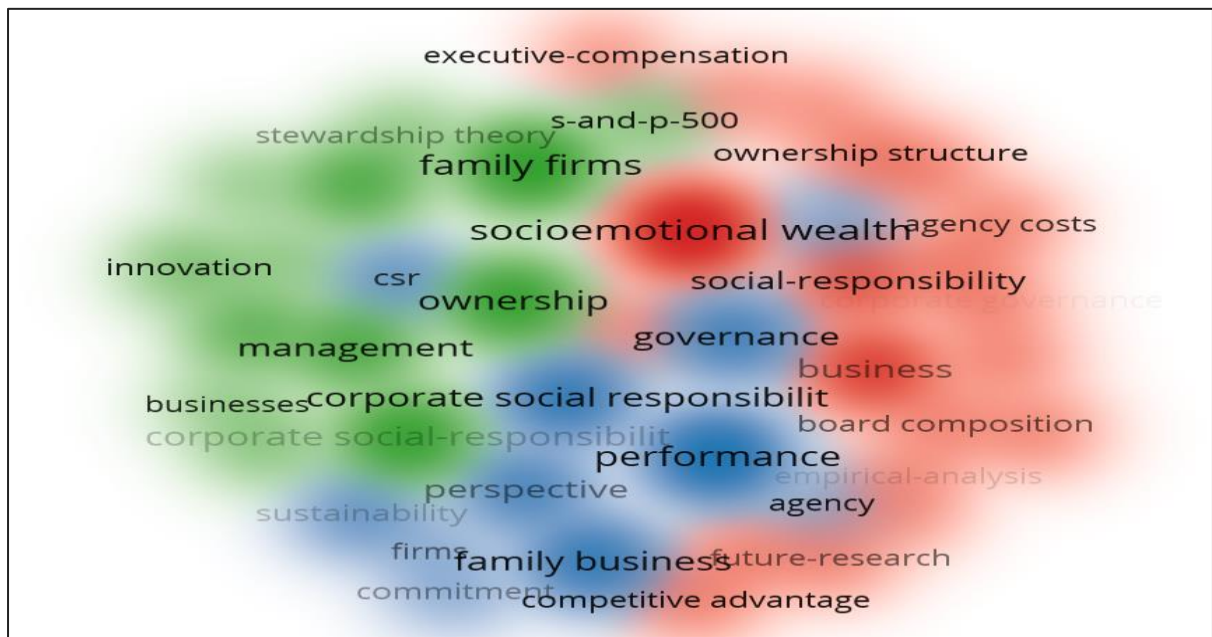 executive-compensation
s-and-p-500
stewardship theory
ownership structure
family firms
socioemotional wealth
agency costs
innovation
csr
social-responsibility
ownership
corporate governance
governance
management
business
businesses
corporate social responsibilit
board composition
corporate social-responsibilit
performance
empirical-analysis
perspective
agency
sustainability
firms
family business
future-research
commitment
competitive advantage